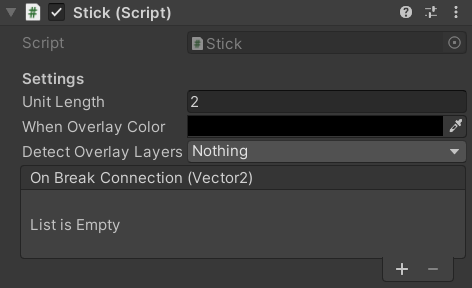 Stick (Script)
Script Stick
Settings
Unit Length 2
When Overlay Color
Detect Overlay Layers Nothing
On Break Connection (Vector2)
List is Empty